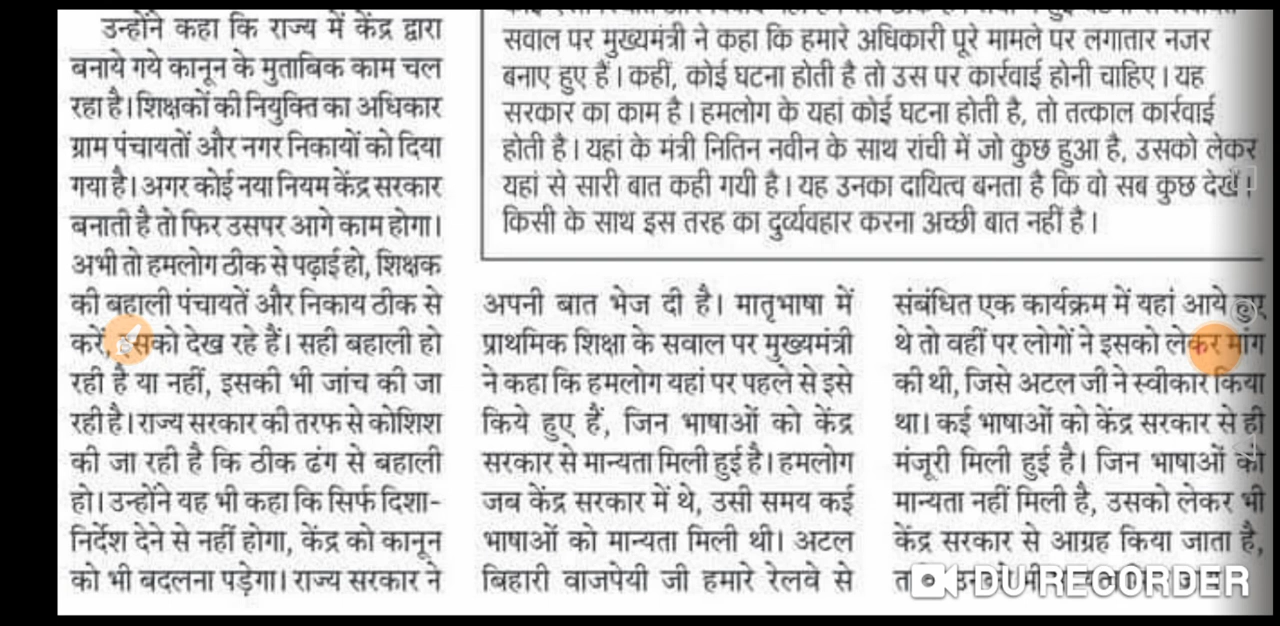 उन्होंने कहा कि राज्य में केंद्र द्वारा
बनाये गये कानून के मुताबिक काम चल
रहा है। शिक्षकों की नियुक्ति का अधिकार
ग्राम पंचायतों और नगर निकायों को दिया
गया है। अगर कोई नया नियम केंद्र सरकार
बनाती है तो फिर उसपर आगे काम होगा।
अभी तो हमलोग ठीक से पढ़ाई हो, शिक्षक
की बहाली पंचायतें और निकाय ठीक से
करें, इसको देख रहे हैं। सही बहाली हो
रही है या नहीं, इसकी भी जांच की जा
रही है। राज्य सरकार की तरफ से कोशिश
की जा रही है कि ठीक ढंग से बहाली
हो। उन्होंने यह भी कहा कि सिर्फ दिशा-
निर्देश देने से नहीं होगा, केंद्र को कानून
को भी बदलना पड़ेगा। राज्य सरकार ने
सवाल पर मुख्यमंत्री ने कहा कि हमारे अधिकारी पूरे मामले पर लगातार नजर
बनाए हुए हैं। कहीं, कोई घटना होती है तो उस पर कार्रवाई होनी चाहिए। यह
सरकार का काम है। हमलोग के यहां कोई घटना होती है, तो तत्काल कार्रवाई
होती है। यहां के मंत्री नितिन नवीन के साथ रांची में जो कुछ हुआ है, उसको लेकर
यहां से सारी बात कही गयी है। यह उनका दायित्व बनता है कि वो सब कुछ देखें।
किसी के साथ इस तरह का दुर्व्यवहार करना अच्छी बात नहीं है।
अपनी बात भेज दी है। मातृभाषा में
प्राथमिक शिक्षा के सवाल पर मुख्यमंत्री
ने कहा कि हमलोग यहां पर पहले से इसे
किये हुए हैं, जिन भाषाओं को केंद्र
सरकार से मान्यता मिली हुई है। हमलोग
जब केंद्र सरकार में थे, उसी समय कई
भाषाओं को मान्यता मिली थी। अटल
बिहारी वाजपेयी जी हमारे रेलवे से
संबंधित एक कार्यक्रम में यहां आये हुए
थे तो वहीं पर लोगों ने इसको लेकर मांग
की थी, जिसे अटल जी ने स्वीकार किया
था। कई भाषाओं को केंद्र सरकार से ही
मंजूरी मिली हुई है। जिन भाषाओं को
मान्यता नहीं मिली है, उसको लेकर भी
केंद्र सरकार से आग्रह किया जाता है,
DU RECORDER